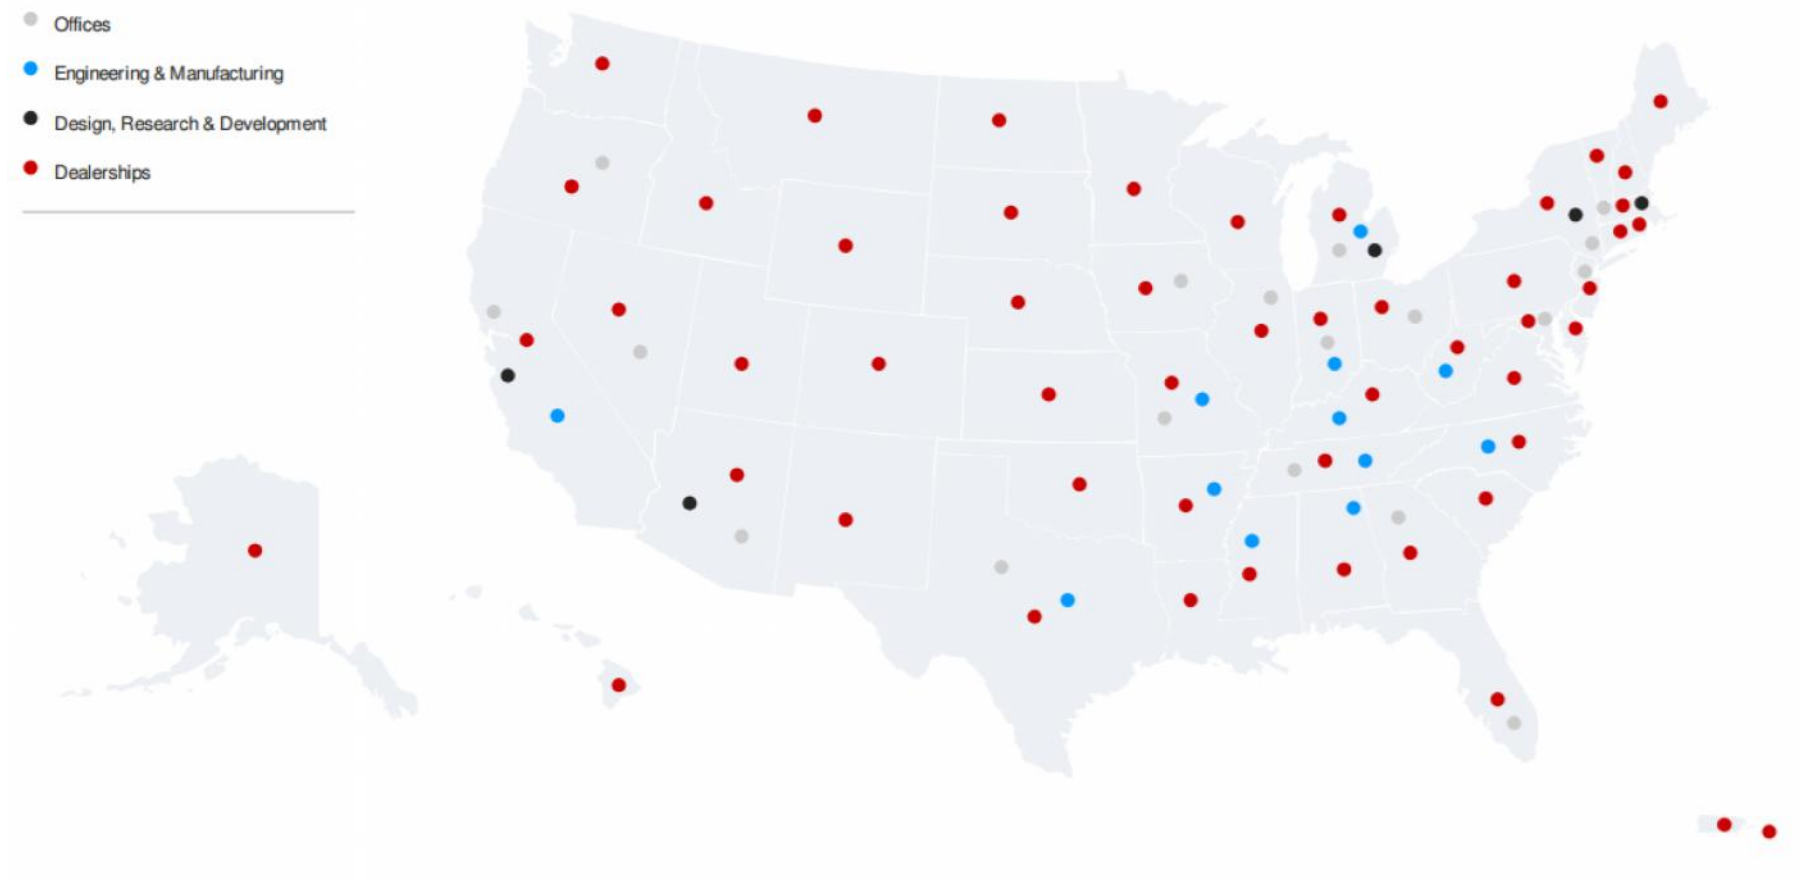 Offices
Engineering & Manufacturing
Design, Research & Development
Dealerships